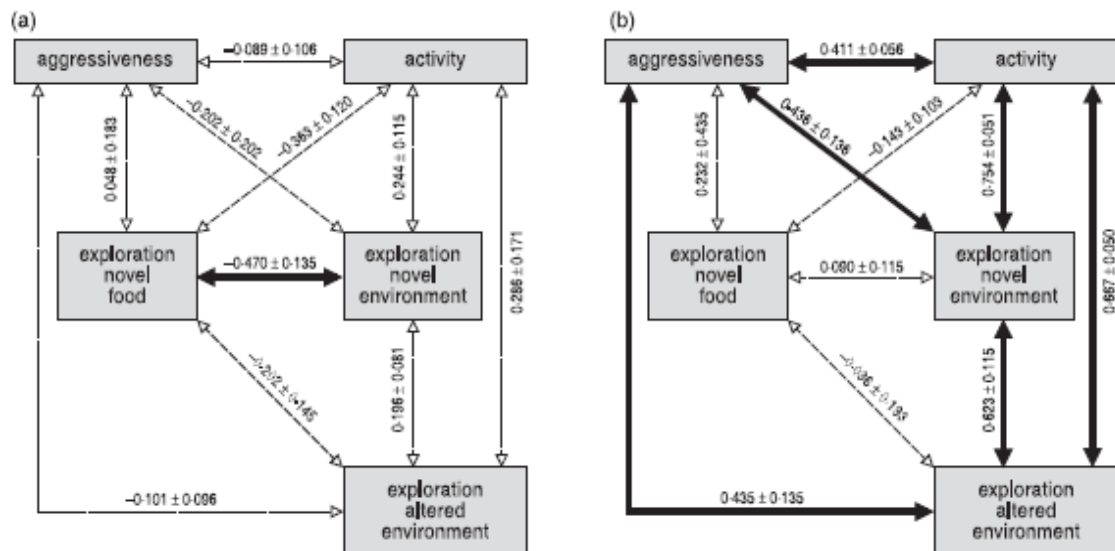 (a)
aggressiveness
−0·089 ± 0·106
activity
0·048 ± 0·183
−0·202 ± 0·202
−0·363 ± 0·120
0·244 ± 0·115
0·286 ± 0·171
exploration
novel
food
−0·470 ± 0·135
exploration
novel
environment
−0·202 ± 0·145
0·196 ± 0·081
−0·101 ± 0·096
exploration
altered
environment
(b)
aggressiveness
0·411 ± 0·056
activity
0·232 ± 0·435
0·436 ± 0·136
−0·143 ± 0·103
0·754 ± 0·051
0·667 ± 0·050
exploration
novel
food
0·090 ± 0·115
exploration
novel
environment
0·623 ± 0·115
0·435 ± 0·135
exploration
altered
environment